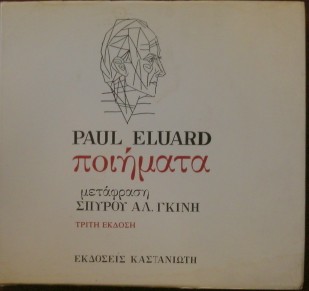 PAUL ELUARD
ποιήματα
μετάφραση
ΣΠΥΡΟΥ ΑΛ. ΓΚΙΝΗ
ΤΡΙΤΗ ΕΚΔΟΣΗ
ΕΚΔΟΣΕΙΣ ΚΑΣΤΑΝΙΩΤΗ